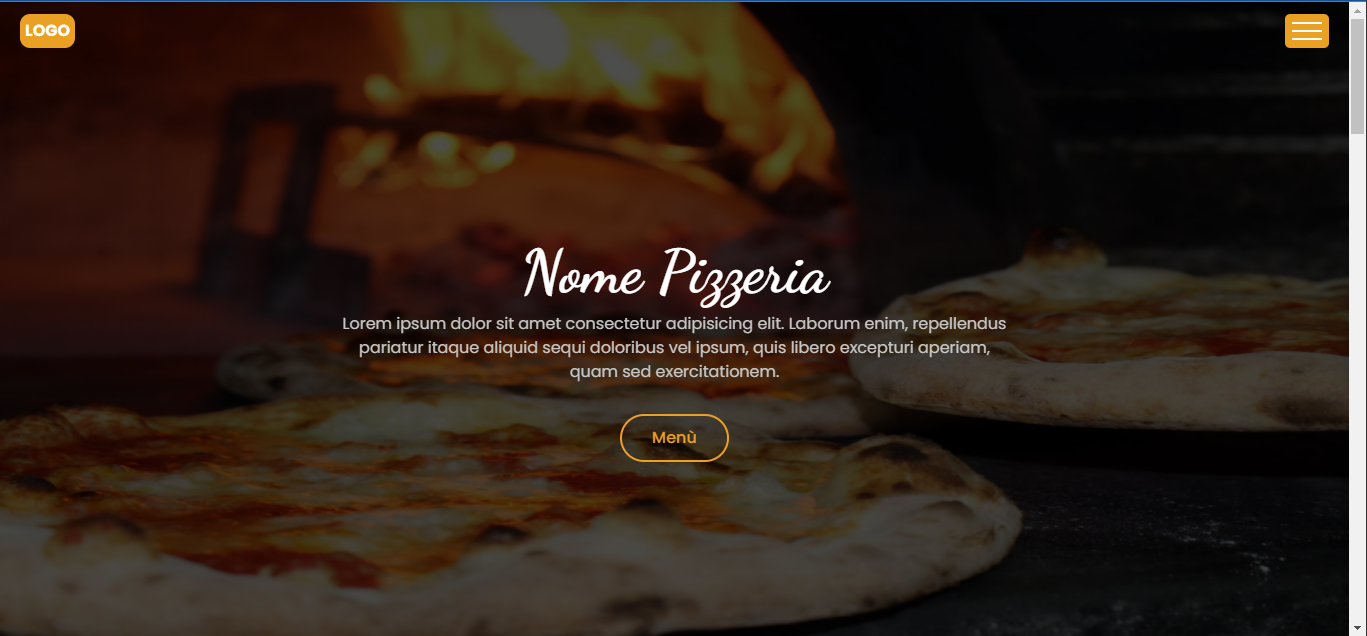 LOGO
Nome Pizzeria
Lorem ipsum dolor sit amet consectetur adipisicing elit. Laborum enim, repellendus
pariatur itaque aliquid sequi doloribus vel ipsum, quis libero excepturi aperiam,
quam sed exercitationem.
Menù